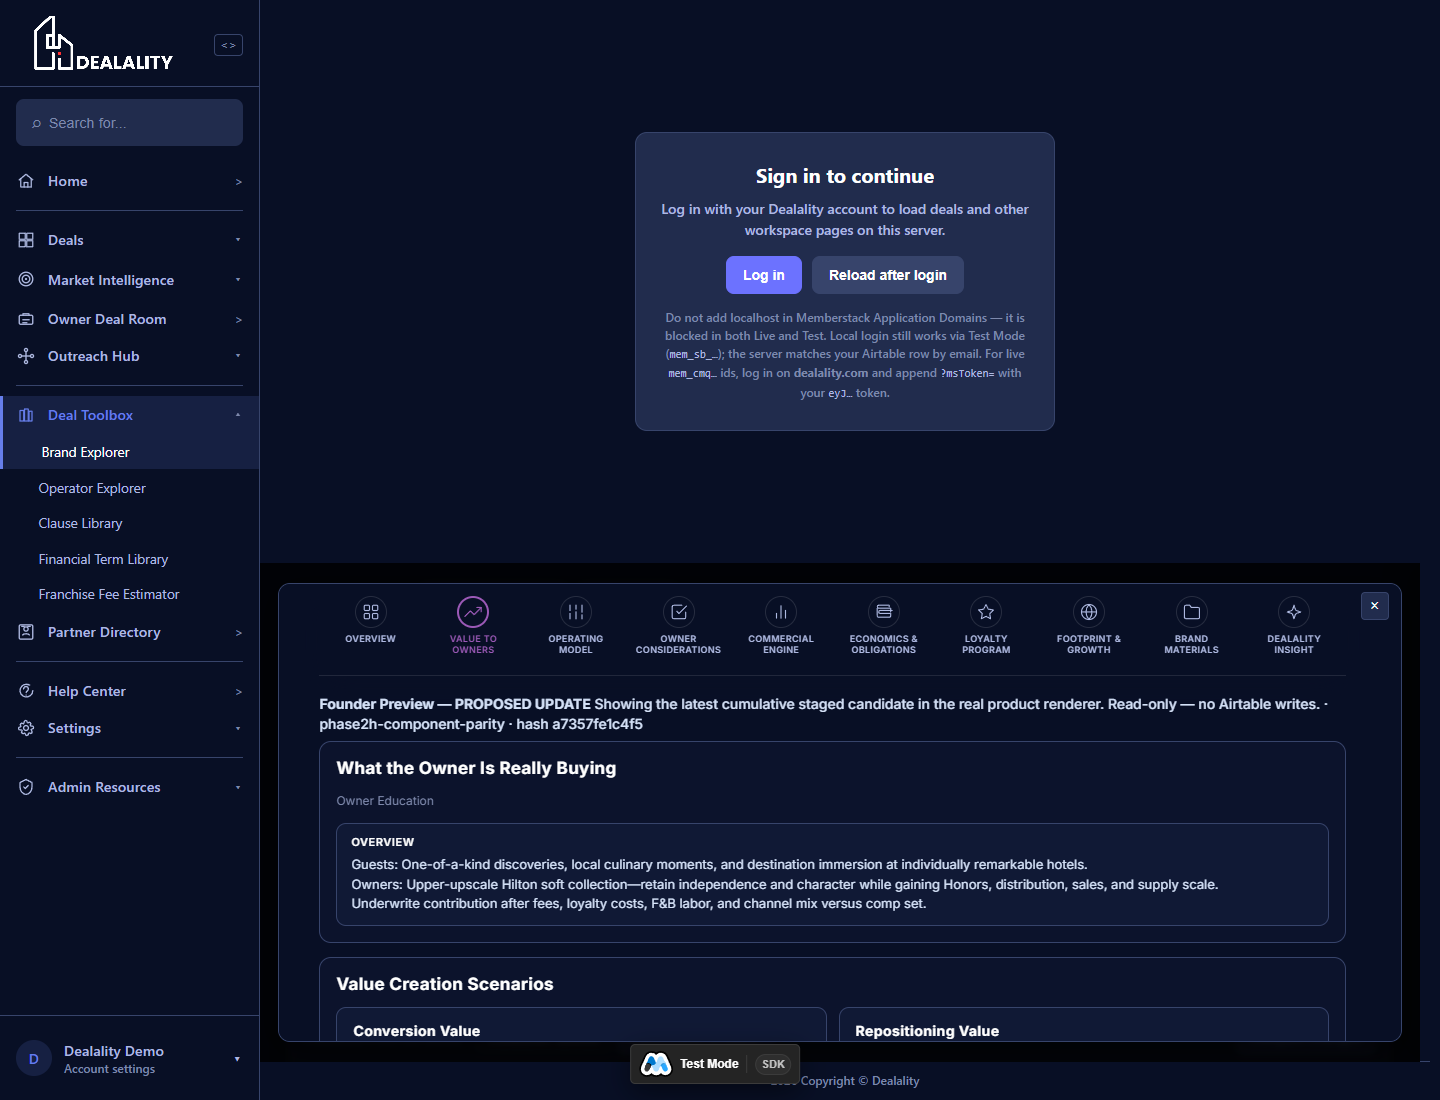 DEALALITY
<>
Search for...
Home
Deals
Market Intelligence
Owner Deal Room
Outreach Hub
Deal Toolbox
Brand Explorer
Operator Explorer
Clause Library
Financial Term Library
Franchise Fee Estimator
Partner Directory
Help Center
Settings
Admin Resources
D
Dealality Demo
Account settings
Sign in to continue
Log in with your Dealality account to load deals and other
workspace pages on this server.
Log in
Reload after login
Do not add localhost in Memberstack Application Domains — it is
blocked in both Live and Test. Local login still works via Test Mode
(mem_sb_…); the server matches your Airtable row by email. For live
mem_cmq… ids, log in on dealality.com and append ?msToken= with
your eyJ… token.
×
OVERVIEW
VALUE TO
OWNERS
OPERATING
MODEL
OWNER
CONSIDERATIONS
COMMERCIAL
ENGINE
ECONOMICS &
OBLIGATIONS
LOYALTY
PROGRAM
FOOTPRINT &
GROWTH
BRAND
MATERIALS
DEALALITY
INSIGHT
Founder Preview — PROPOSED UPDATE Showing the latest cumulative staged candidate in the real product renderer. Read-only — no Airtable writes. ·
phase2h-component-parity · hash a7357fe1c4f5
What the Owner Is Really Buying
Owner Education
OVERVIEW
Guests: One-of-a-kind discoveries, local culinary moments, and destination immersion at individually remarkable hotels.
Owners: Upper-upscale Hilton soft collection—retain independence and character while gaining Honors, distribution, sales, and supply scale.
Underwrite contribution after fees, loyalty costs, F&B labor, and channel mix versus comp set.
Value Creation Scenarios
Conversion Value
Repositioning Value
Test Mode
SDK
Copyright © Dealality